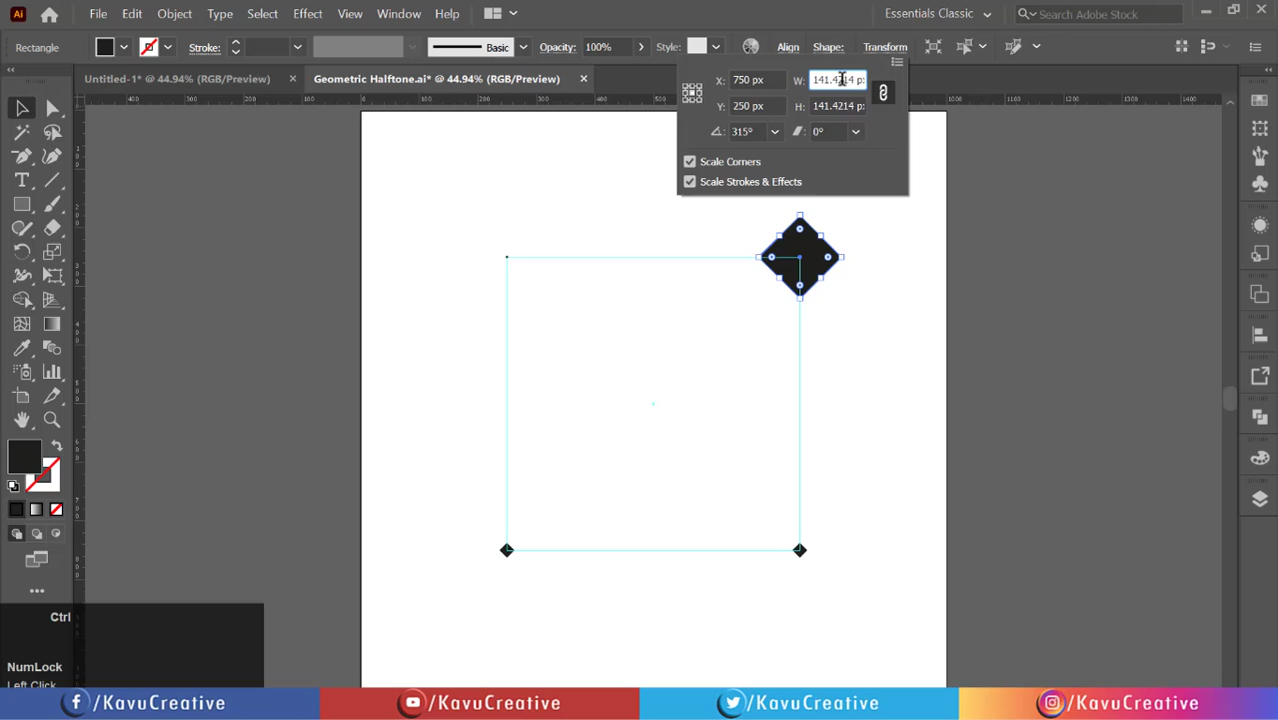 Ai File Edit Object Type Select Effect View Window Help Essentials Classic Search Adobe Stock
Rectangle Stroke: Basic Opacity: 100% Style: Align Shape: Transform
Untitled-1* @ 44.94% (RGB/Preview) × Geometric Halftone.ai* @ 44.94% (RGB/Preview) ×
X: 750 px W: 141.4214 p
Y: 250 px H: 141.4214 p
315° 0°
Scale Corners
Scale Strokes & Effects
Ctrl
NumLock
Left Click
/KavuCreative /KavuCreative /KavuCreative /KavuCreative